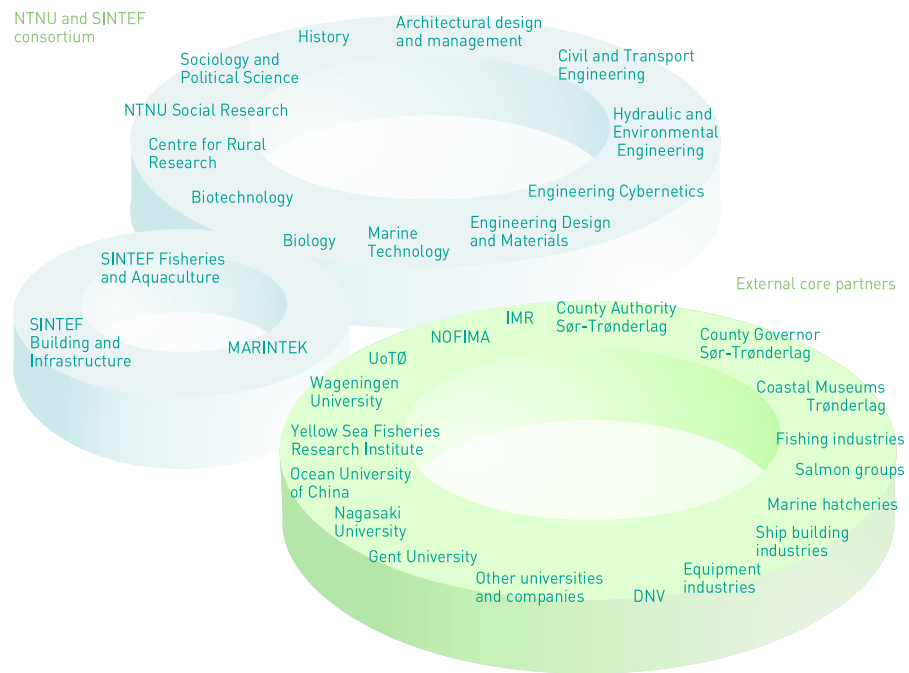 NTNU and SINTEF
consortium
History
Architectural design
and management
Sociology and
Political Science
Civil and Transport
Engineering
NTNU Social Research
Hydraulic and
Environmental
Engineering
Centre for Rural
Research
Biotechnology
Engineering Cybernetics
Biology
Marine
Technology
Engineering Design
and Materials
SINTEF Fisheries
and Aquaculture
SINTEF
Building and
Infrastructure
MARINTEK
External core partners
IMR
County Authority
Sør-Trønderlag
NOFIMA
County Governor
Sør-Trønderlag
UoTØ
Wageningen
University
Coastal Museums
Trønderlag
Yellow Sea Fisheries
Research Institute
Fishing industries
Ocean University
of China
Salmon groups
Nagasaki
University
Marine hatcheries
Gent University
Ship building
industries
Other universities
and companies
DNV
Equipment
industries